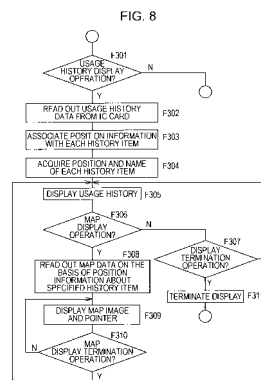 FIG. 8
F301
USAGE
HISTORY DISPLAY
OPERATION?
N
Y
READ OUT USAGE HISTORY
DATA FROM IC CARD
F302
ASSOCIATE POSITION INFORMATION
WITH EACH HISTORY ITEM
F303
ACQUIRE POSITION AND NAME
OF EACH HISTORY ITEM
F304
DISPLAY USAGE HISTORY
F305
F306
MAP
DISPLAY
OPERATION?
N
Y
F307
DISPLAY
TERMINATION
OPERATION?
Y
F308
READ OUT MAP DATA ON THE
BASIS OF POSITION
INFORMATION ABOUT
SPECIFIED HISTORY ITEM
TERMINATE DISPLAY
F31
DISPLAY MAP IMAGE
AND POINTER
F309
F310
MAP
DISPLAY TERMINATION
OPERATION?
N
Y